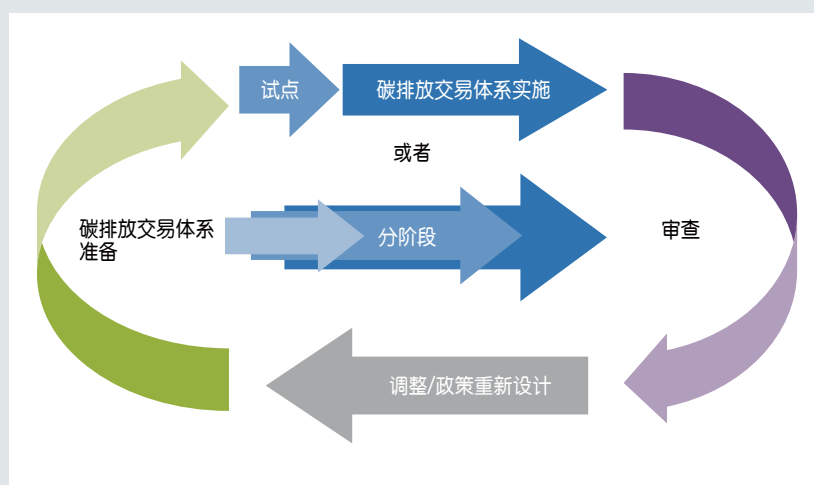 试点
碳排放交易体系实施
或者
碳排放交易体系
准备
分阶段
审查
调整/政策重新设计